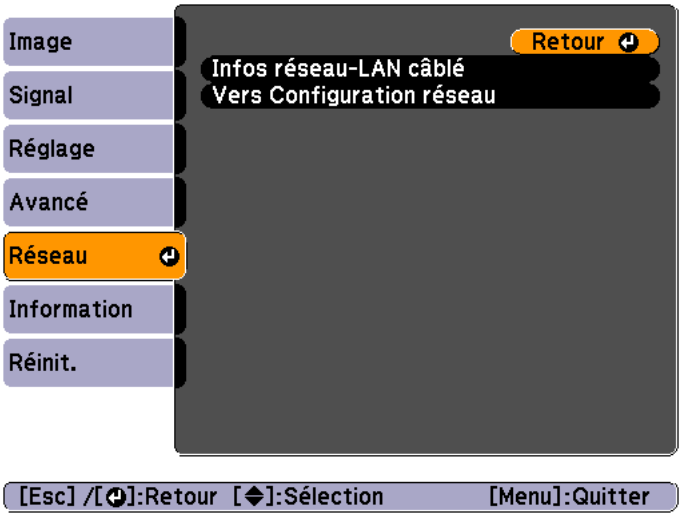 Image
Signal
Réglage
Avancé
Réseau
Information
Réinit.
Retour
Infos réseau-LAN câblé
Vers Configuration réseau
[Esc] /[⏎]:Retour [◆]:Sélection [Menu]:Quitter